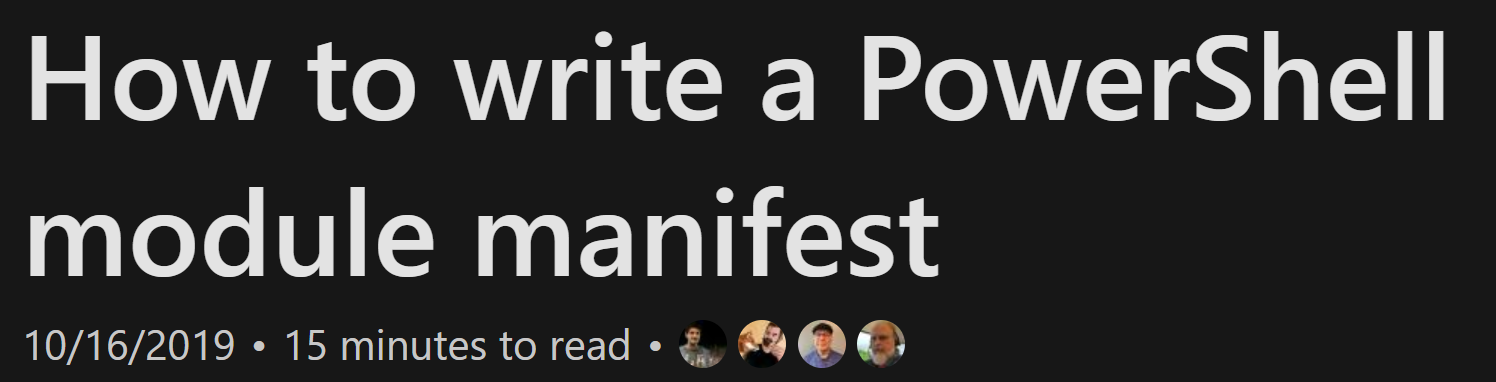 How to write a PowerShell
module manifest
10/16/2019 • 15 minutes to read •